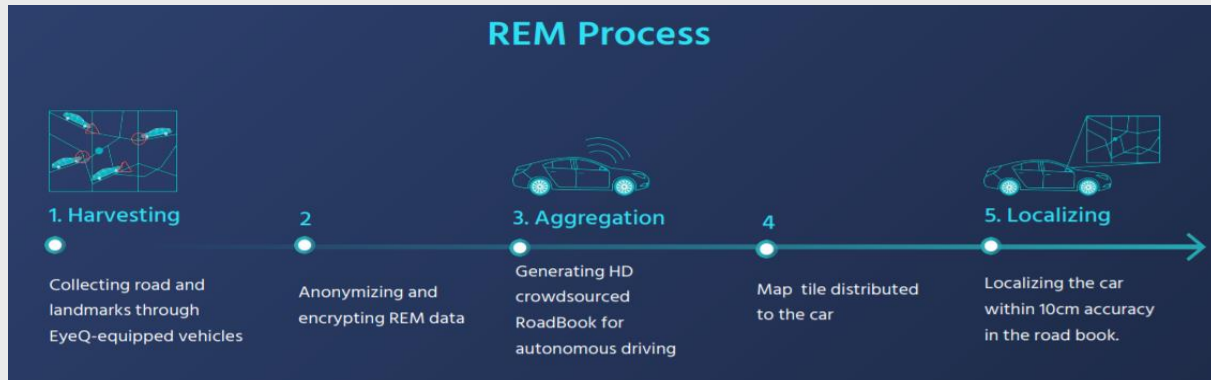 REM Process
1. Harvesting
Collecting road and
landmarks through
EyeQ-equipped vehicles
2
Anonymizing and
encrypting REM data
3. Aggregation
Generating HD
crowdsourced
RoadBook for
autonomous driving
4
Map tile distributed
to the car
5. Localizing
Localizing the car
within 10cm accuracy
in the road book.